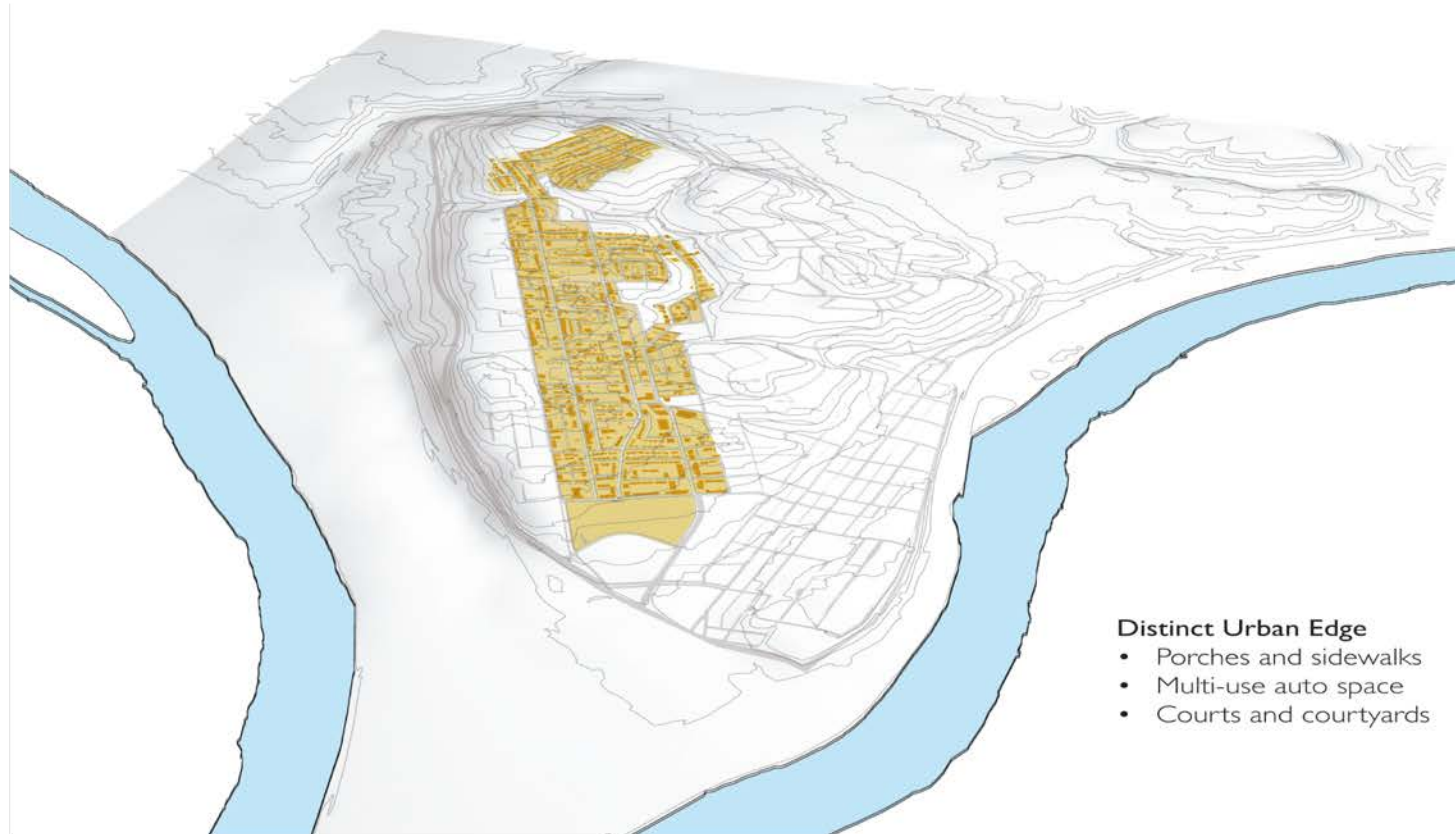 Distinct Urban Edge
• Porches and sidewalks
• Multi-use auto space
• Courts and courtyards